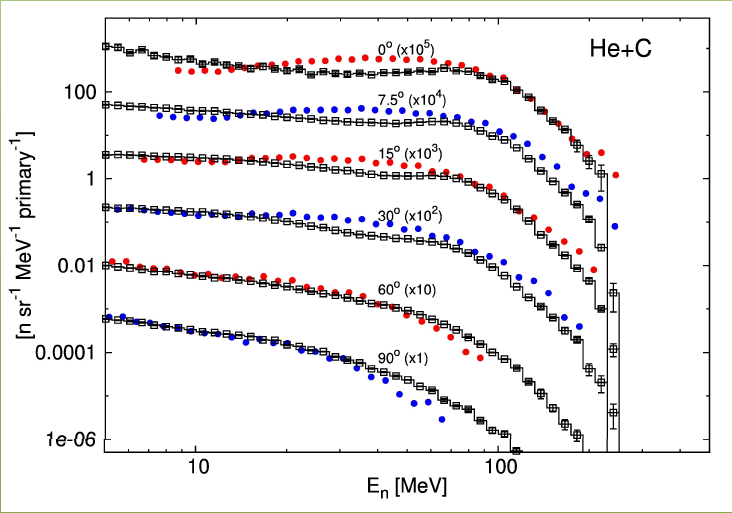 He+C
0° (x10⁵)
7.5° (x10⁴)
15° (x10³)
30° (x10²)
60° (x10)
90° (x1)
100
1
0.01
0.0001
1e-06
[n sr⁻¹ MeV⁻¹ primary⁻¹]
10 100
Eₙ [MeV]